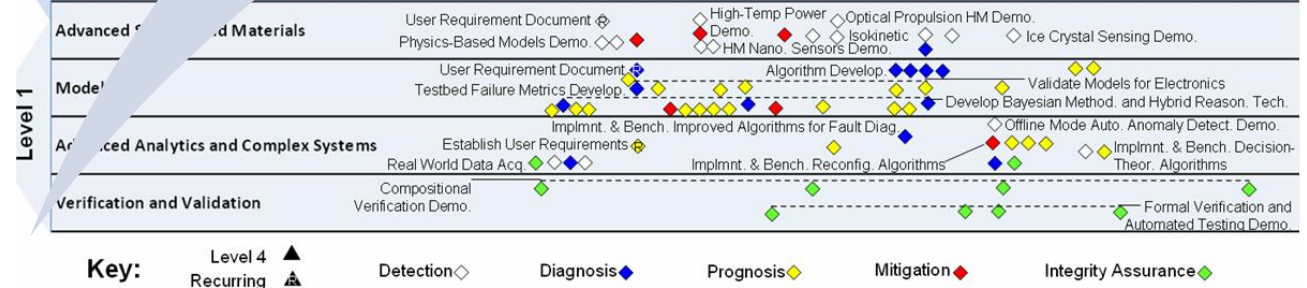 Level 1
Advanced S nd Materials
User Requirement Document R
Physics-Based Models Demo.
High-Temp Power
Demo.
HM Nano. Sensors Demo.
Optical Propulsion HM Demo.
Isokinetic
Ice Crystal Sensing Demo.
Model
User Requirement Document R
Testbed Failure Metrics Develop.
Algorithm Develop.
Validate Models for Electronics
Develop Bayesian Method. and Hybrid Reason. Tech.
Advanced Analytics and Complex Systems
Implmnt. & Bench. Improved Algorithms for Fault Diag.
Establish User Requirements R
Real World Data Acq.
Implmnt. & Bench. Reconfig. Algorithms
Offline Mode Auto. Anomaly Detect. Demo.
Implmnt. & Bench. Decision-
Theor. Algorithms
Verification and Validation
Compositional
Verification Demo.
Formal Verification and
Automated Testing Demo.
Key:
Level 4
Recurring R
Detection
Diagnosis
Prognosis
Mitigation
Integrity Assurance